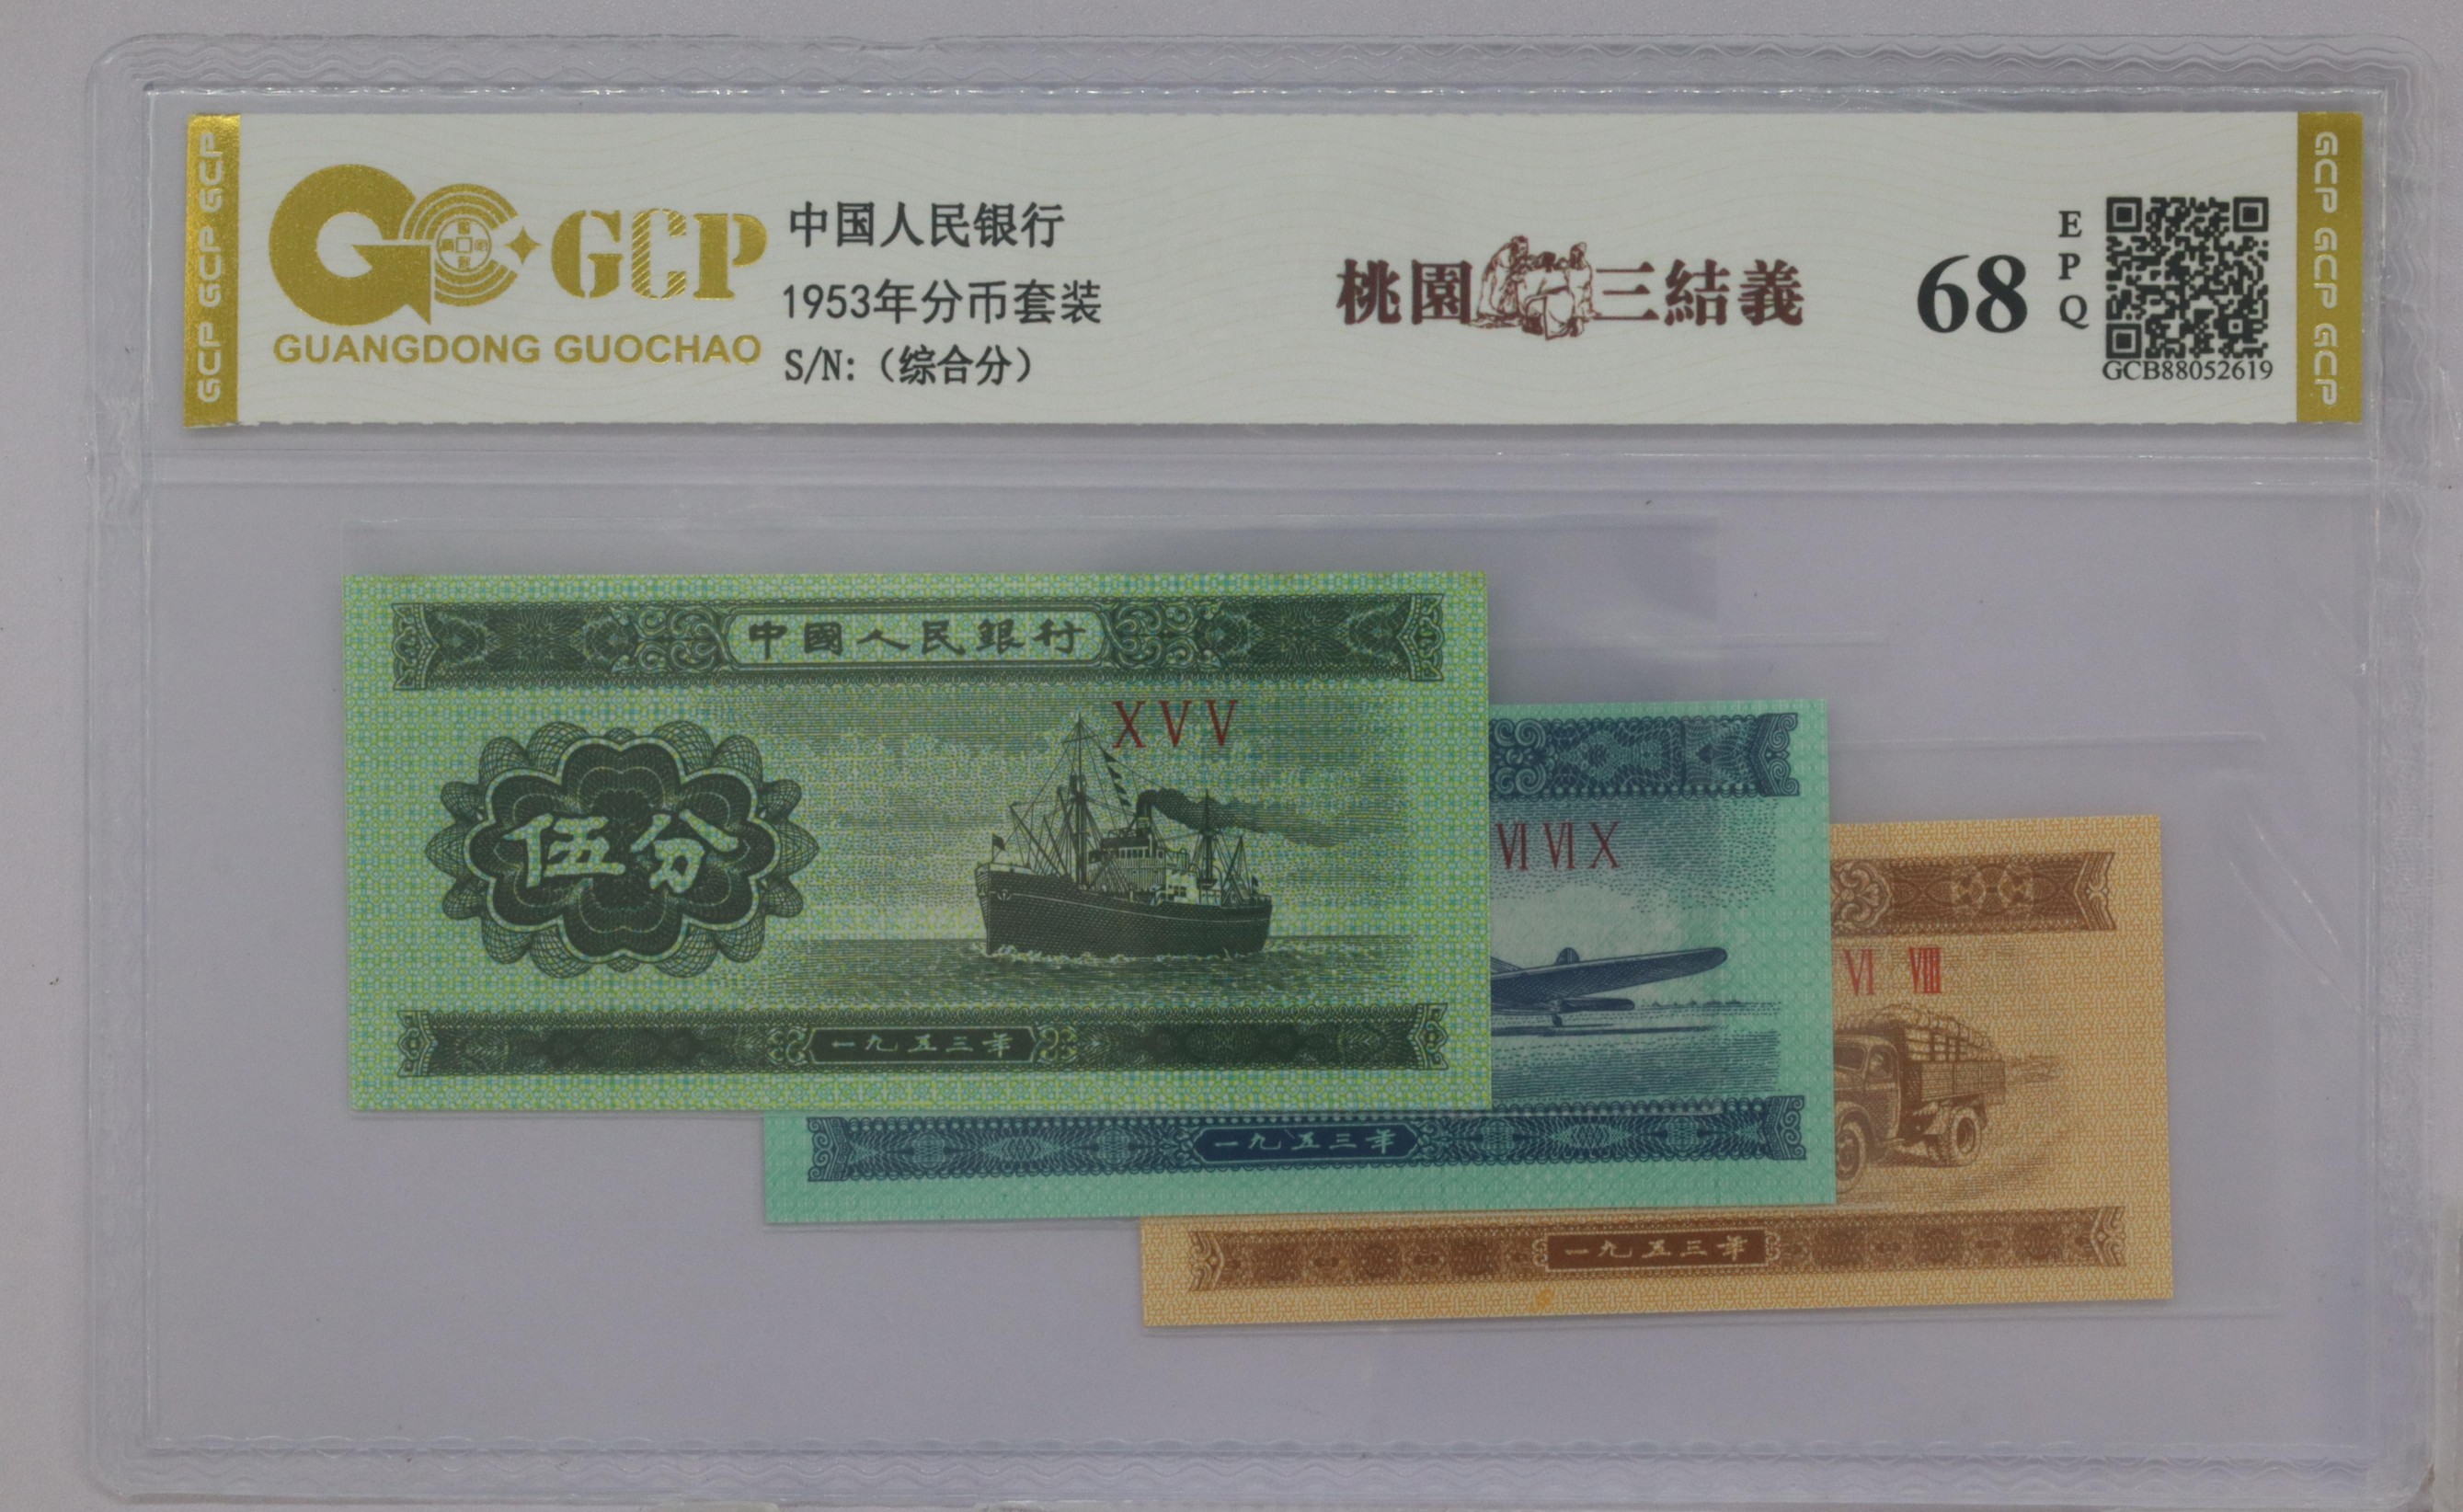 GCP GCP GCP
GCP
GUANGDONG GUOCHAO
中国人民银行
1953年分币套装
S/N:（综合分）
桃園三結義
68
EPQ
GCB88052619
GCP GCP GCP
中國人民銀行
XVV
伍分
一九五三年
VI VI X
一九五三年
VI VIII
一九五三年